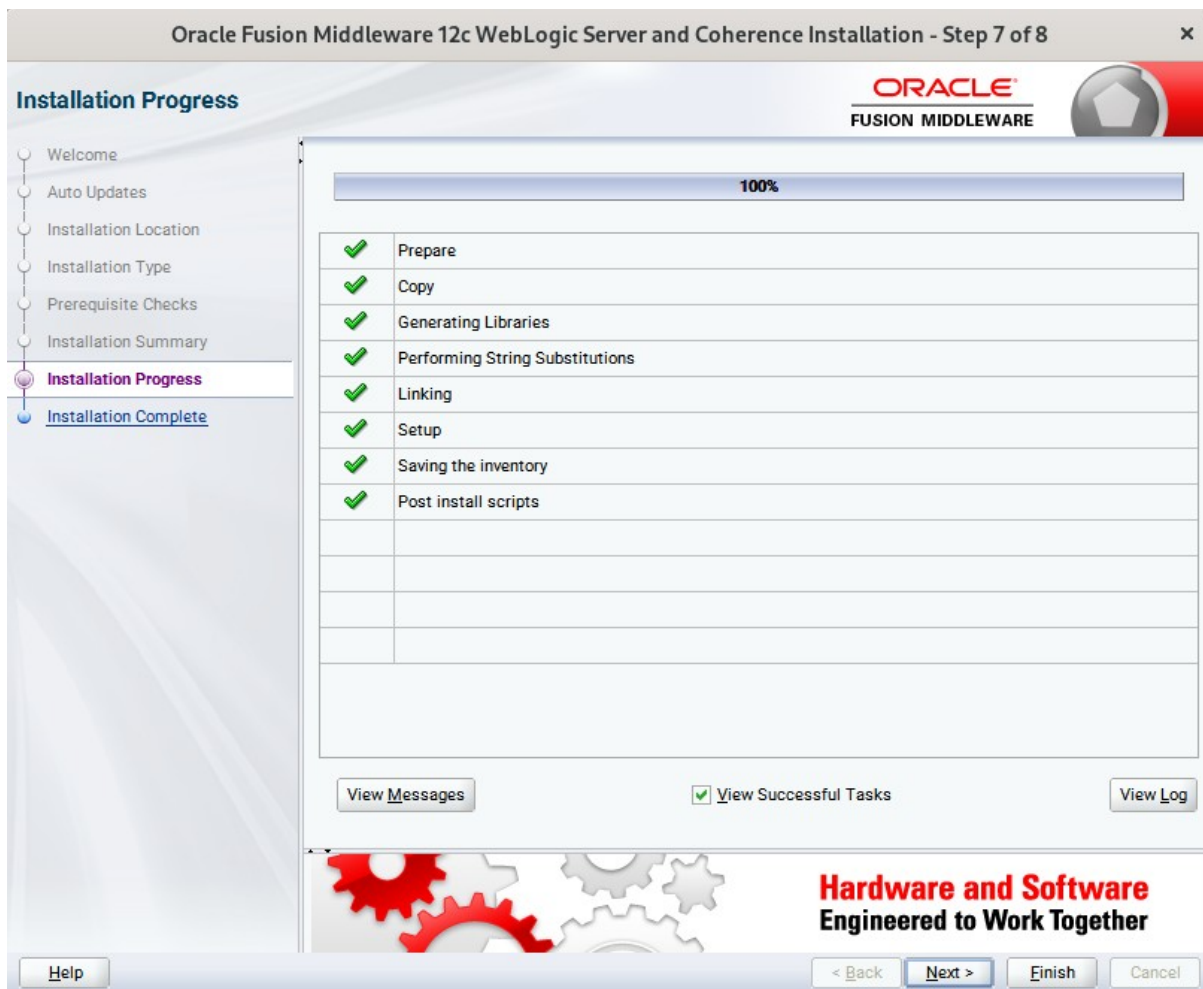 Oracle Fusion Middleware 12c WebLogic Server and Coherence Installation - Step 7 of 8
Installation Progress
ORACLE
FUSION MIDDLEWARE
Welcome
Auto Updates
Installation Location
Installation Type
Prerequisite Checks
Installation Summary
Installation Progress
Installation Complete
100%
Prepare
Copy
Generating Libraries
Performing String Substitutions
Linking
Setup
Saving the inventory
Post install scripts
View Messages
View Successful Tasks
View Log
Hardware and Software
Engineered to Work Together
Help
< Back
Next >
Finish
Cancel